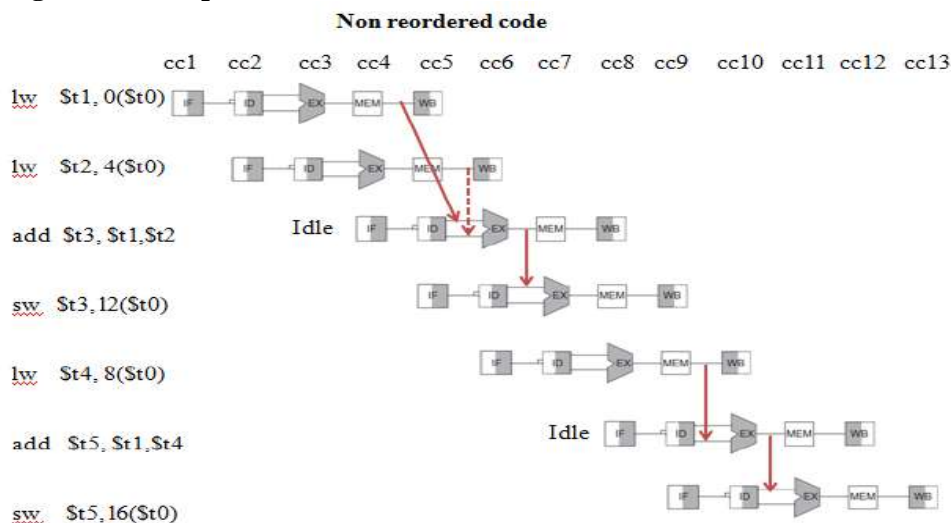 Non reordered code
cc1 cc2 cc3 cc4 cc5 cc6 cc7 cc8 cc9 cc10 cc11 cc12 cc13
lw $t1, 0($t0) IF ID EX MEM WB
lw $t2, 4($t0) IF ID EX MEM WB
add $t3, $t1,$t2 Idle IF ID EX MEM WB
sw $t3,12($t0) IF ID EX MEM WB
lw $t4, 8($t0) IF ID EX MEM WB
add $t5, $t1,$t4 Idle IF ID EX MEM WB
sw $t5,16($t0) IF ID EX MEM WB